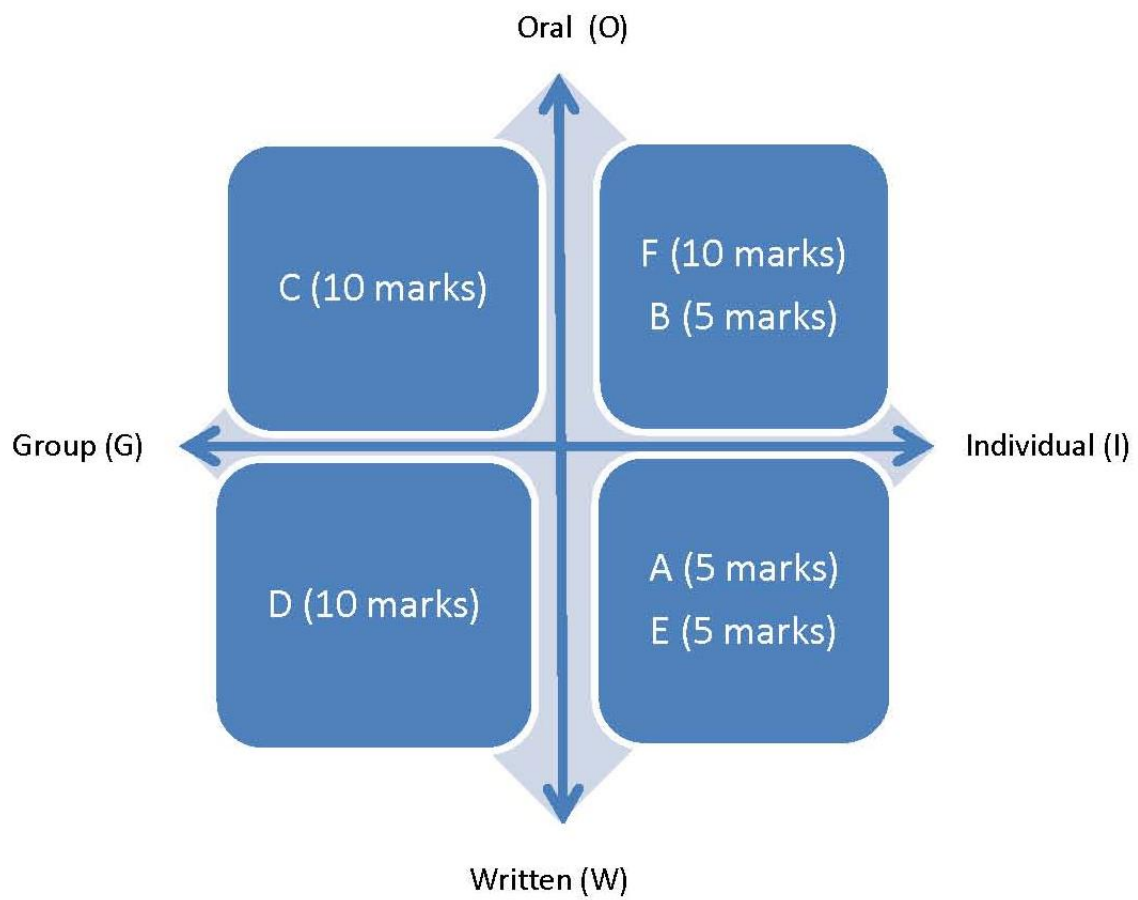 Oral (O)
C (10 marks)
F (10 marks)
B (5 marks)
Group (G)
Individual (I)
D (10 marks)
A (5 marks)
E (5 marks)
Written (W)